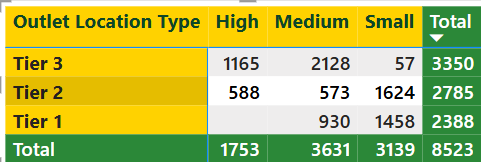 Outlet Location Type High Medium Small Total
Tier 3 1165 2128 57 3350
Tier 2 588 573 1624 2785
Tier 1 930 1458 2388
Total 1753 3631 3139 8523